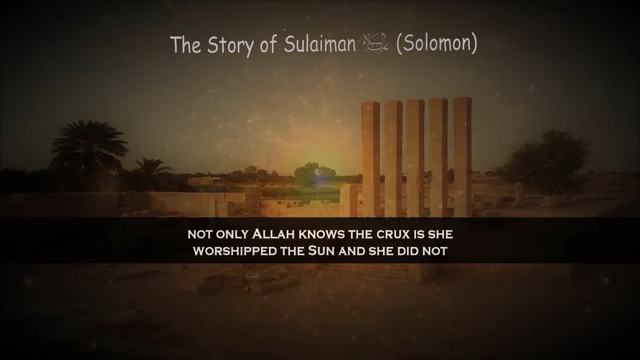 The Story of Sulaiman (Solomon)
NOT ONLY ALLAH KNOWS THE CRUX IS SHE
WORSHIPPED THE SUN AND SHE DID NOT